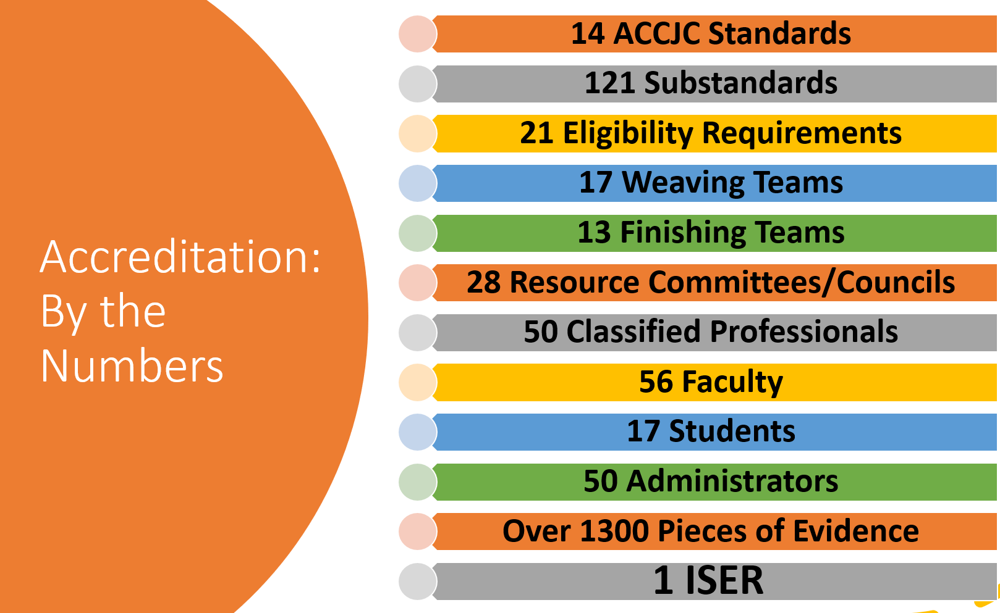 Accreditation:
By the
Numbers
14 ACCJC Standards
121 Substandards
21 Eligibility Requirements
17 Weaving Teams
13 Finishing Teams
28 Resource Committees/Councils
50 Classified Professionals
56 Faculty
17 Students
50 Administrators
Over 1300 Pieces of Evidence
1 ISER